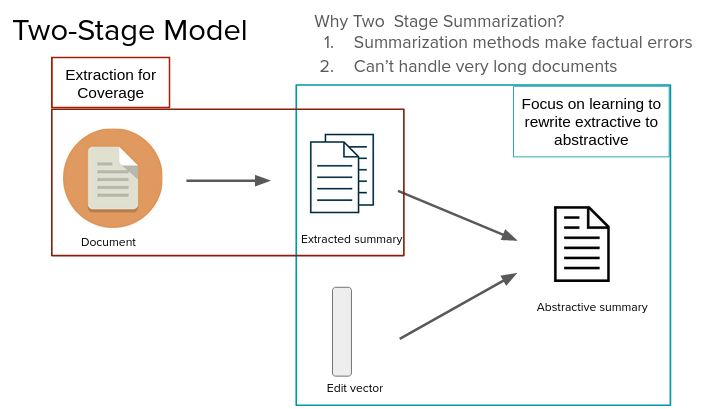 Two-Stage Model
Why Two Stage Summarization?
1. Summarization methods make factual errors
2. Can't handle very long documents
Extraction for
Coverage
Focus on learning to
rewrite extractive to
abstractive
Document
Extracted summary
Abstractive summary
Edit vector